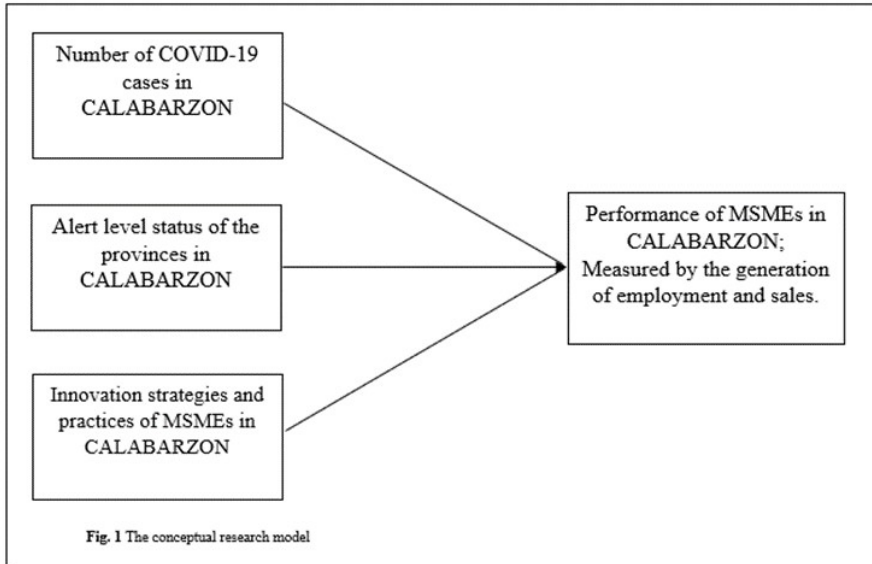 Number of COVID-19
cases in
CALABARZON
Alert level status of the
provinces in
CALABARZON
Innovation strategies and
practices of MSMEs in
CALABARZON
Performance of MSMEs in
CALABARZON;
Measured by the generation
of employment and sales.
Fig. 1 The conceptual research model